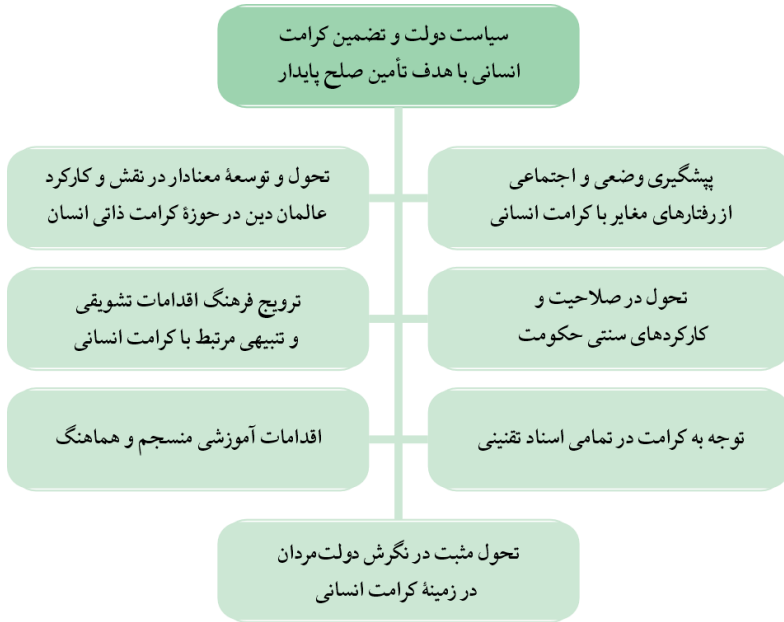 سیاست دولت و تضمین کرامت
انسانی با هدف تأمین صلح پایدار
پیشگیری وضعی و اجتماعی
از رفتارهای مغایر با کرامت انسانی
تحول و توسعهٔ معنادار در نقش و کارکرد
عالمان دین در حوزهٔ کرامت ذاتی انسان
تحول در صلاحیت و
کارکردهای سنتی حکومت
ترویج فرهنگ اقدامات تشویقی
و تنبیهی مرتبط با کرامت انسانی
توجه به کرامت در تمامی اسناد تقنینی
اقدامات آموزشی منسجم و هماهنگ
تحول مثبت در نگرش دولت‌مردان
در زمینهٔ کرامت انسانی